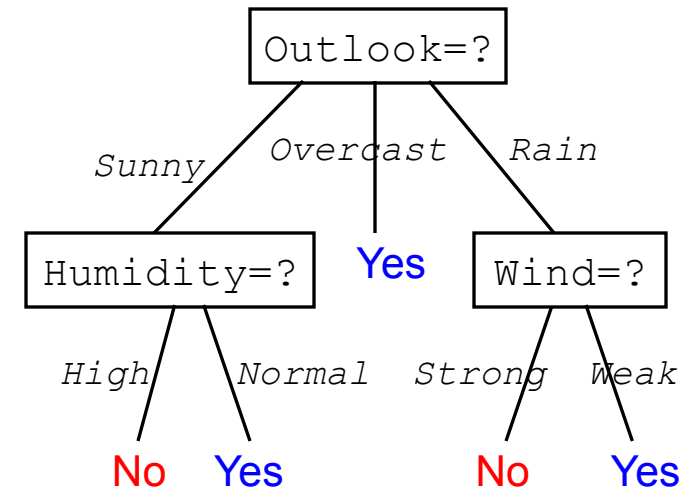 Outlook=?
Sunny Overcast Rain
Humidity=? Yes Wind=?
High Normal Strong Weak
No Yes No Yes